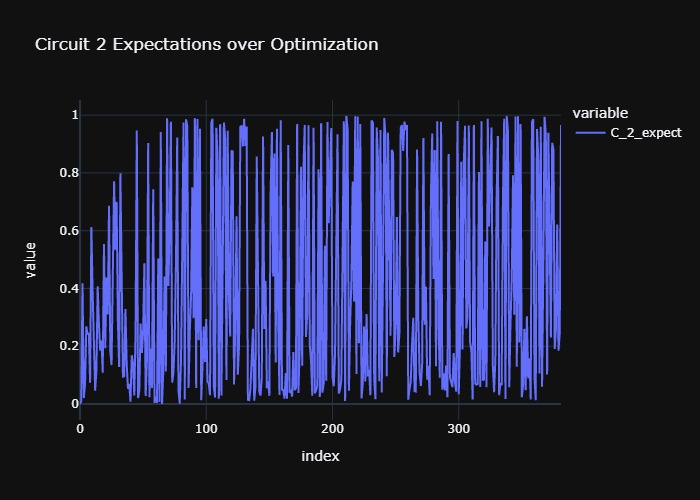 Circuit 2 Expectations over Optimization
variable
C_2_expect
value
1
0.8
0.6
0.4
0.2
0
0 100 200 300
index